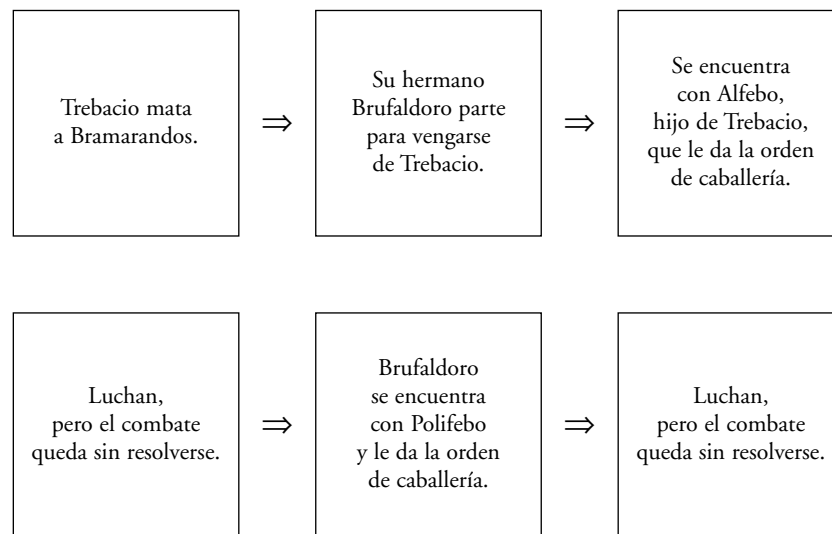 Trebacio mata
a Bramarandos.
⇒
Su hermano
Brufaldoro parte
para vengarse
de Trebacio.
⇒
Se encuentra
con Alfebo,
hijo de Trebacio,
que le da la orden
de caballería.
Luchan,
pero el combate
queda sin resolverse.
⇒
Brufaldoro
se encuentra
con Polifebo
y le da la orden
de caballería.
⇒
Luchan,
pero el combate
queda sin resolverse.